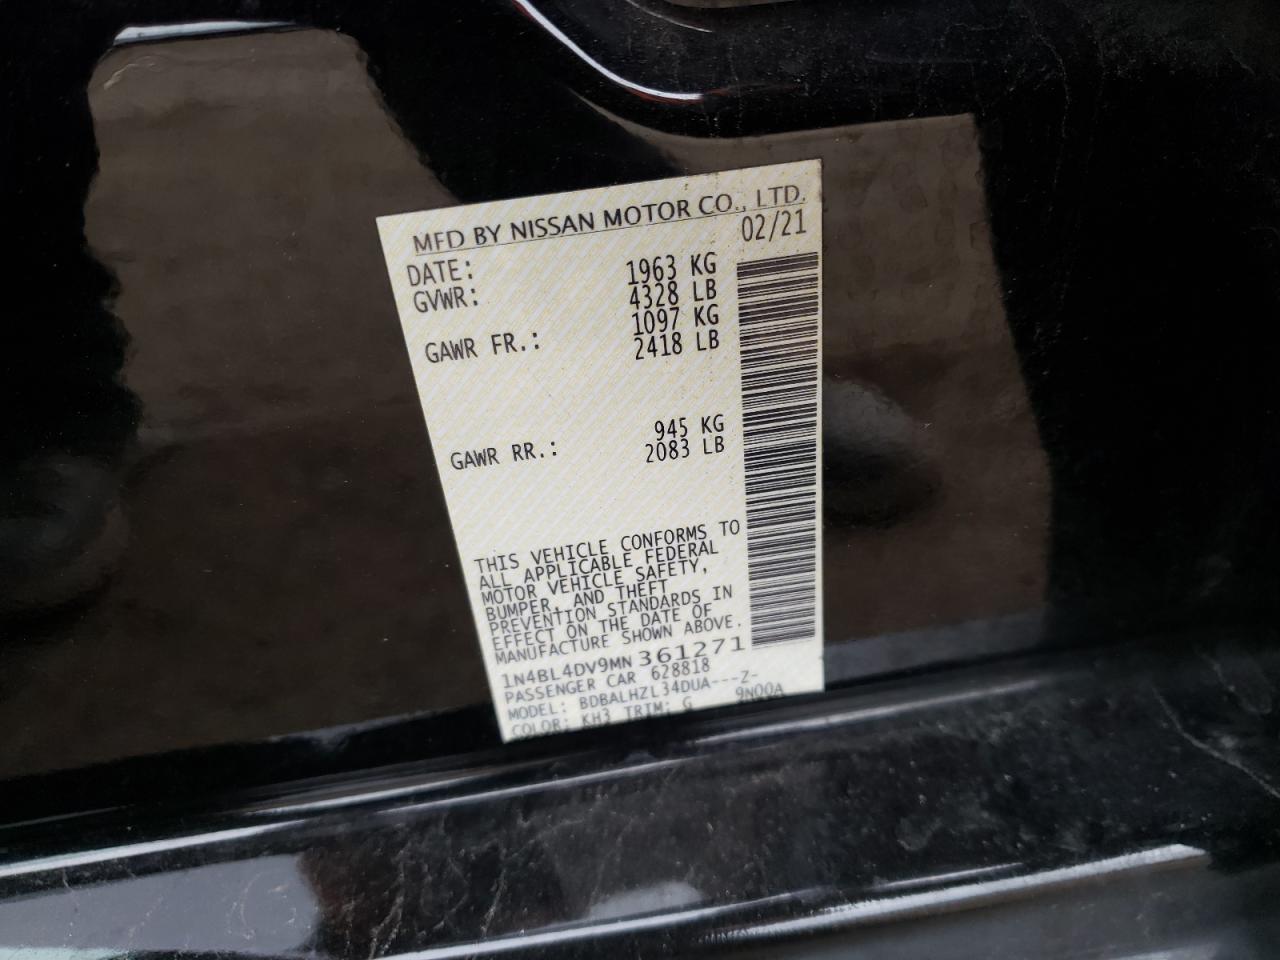 MFD BY NISSAN MOTOR CO., LTD.
DATE: 02/21
GVWR: 1963 KG
4328 LB
GAWR FR.: 1097 KG
2418 LB
GAWR RR.: 945 KG
2083 LB
THIS VEHICLE CONFORMS TO
ALL APPLICABLE FEDERAL
MOTOR VEHICLE SAFETY,
BUMPER, AND THEFT
PREVENTION STANDARDS IN
EFFECT ON THE DATE OF
MANUFACTURE SHOWN ABOVE.
1N4BL4DV9MN361271
PASSENGER CAR 628818
MODEL: BDBALHZL34DUA---Z-
COLOR: KH3 TRIM: G 9N00A